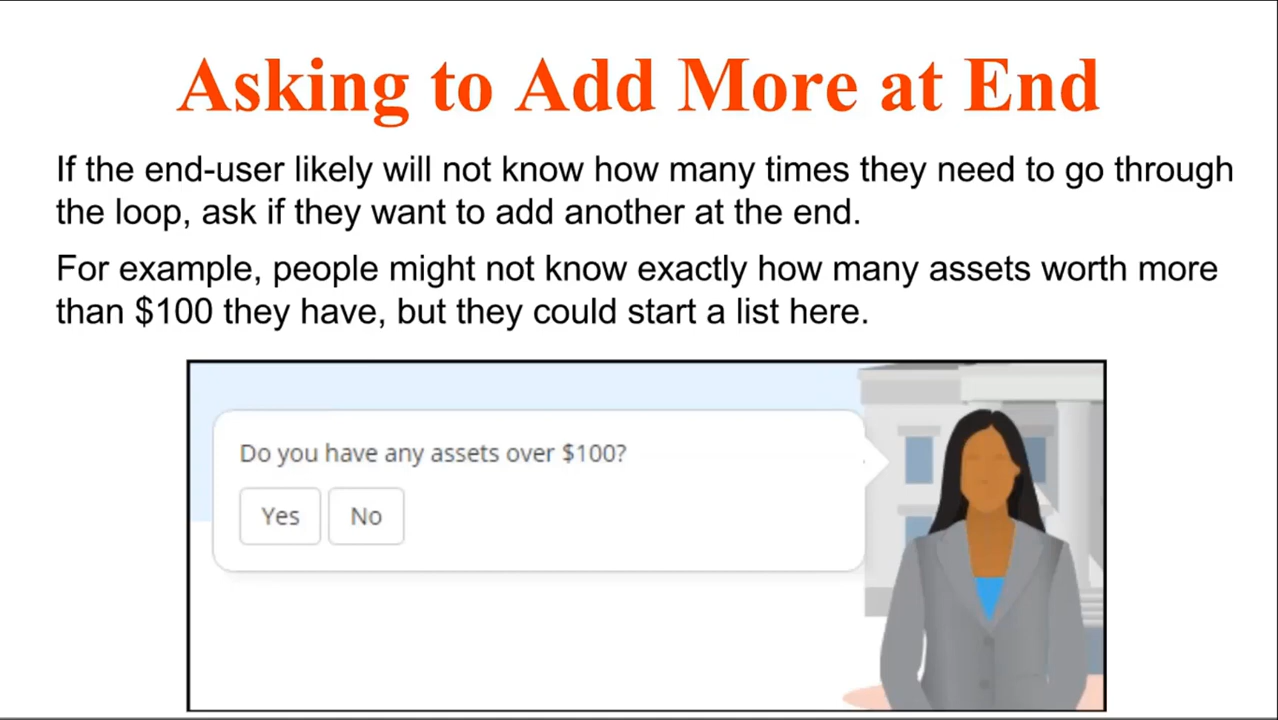 Asking to Add More at End
If the end-user likely will not know how many times they need to go through
the loop, ask if they want to add another at the end.
For example, people might not know exactly how many assets worth more
than $100 they have, but they could start a list here.
Do you have any assets over $100?
Yes No